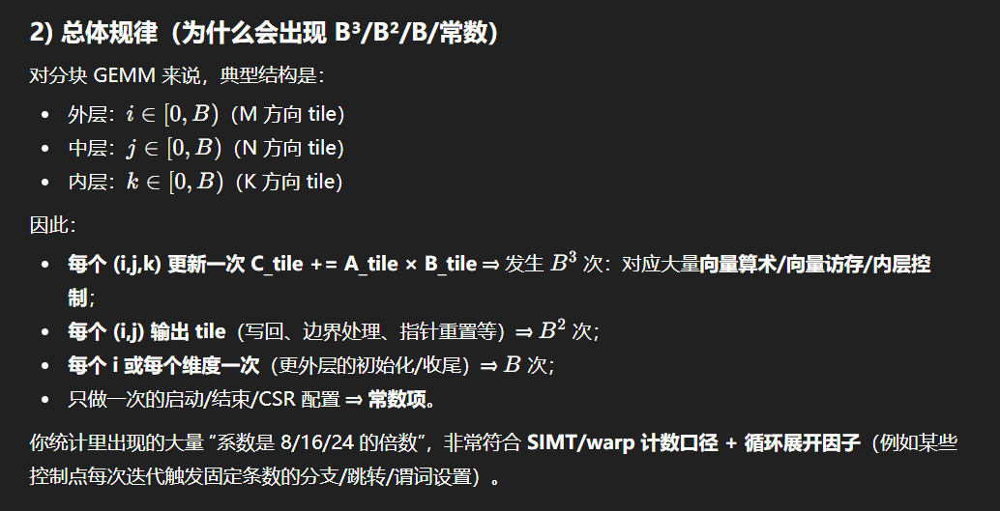 2) 总体规律（为什么会出现 B³/B²/B/常数）
对分块 GEMM 来说，典型结构是：
• 外层：i ∈ [0, B)（M 方向 tile）
• 中层：j ∈ [0, B)（N 方向 tile）
• 内层：k ∈ [0, B)（K 方向 tile）
因此：
• 每个 (i,j,k) 更新一次 C_tile += A_tile × B_tile ⇒ 发生 B³ 次：对应大量向量算术/向量访存/内层控
制；
• 每个 (i,j) 输出 tile（写回、边界处理、指针重置等）⇒ B² 次；
• 每个 i 或每个维度一次（更外层的初始化/收尾）⇒ B 次；
• 只做一次的启动/结束/CSR 配置 ⇒ 常数项。
你统计里出现的大量 “系数是 8/16/24 的倍数”，非常符合 SIMT/warp 计数口径 + 循环展开因子（例如某些
控制点每次迭代触发固定条数的分支/跳转/谓词设置）。